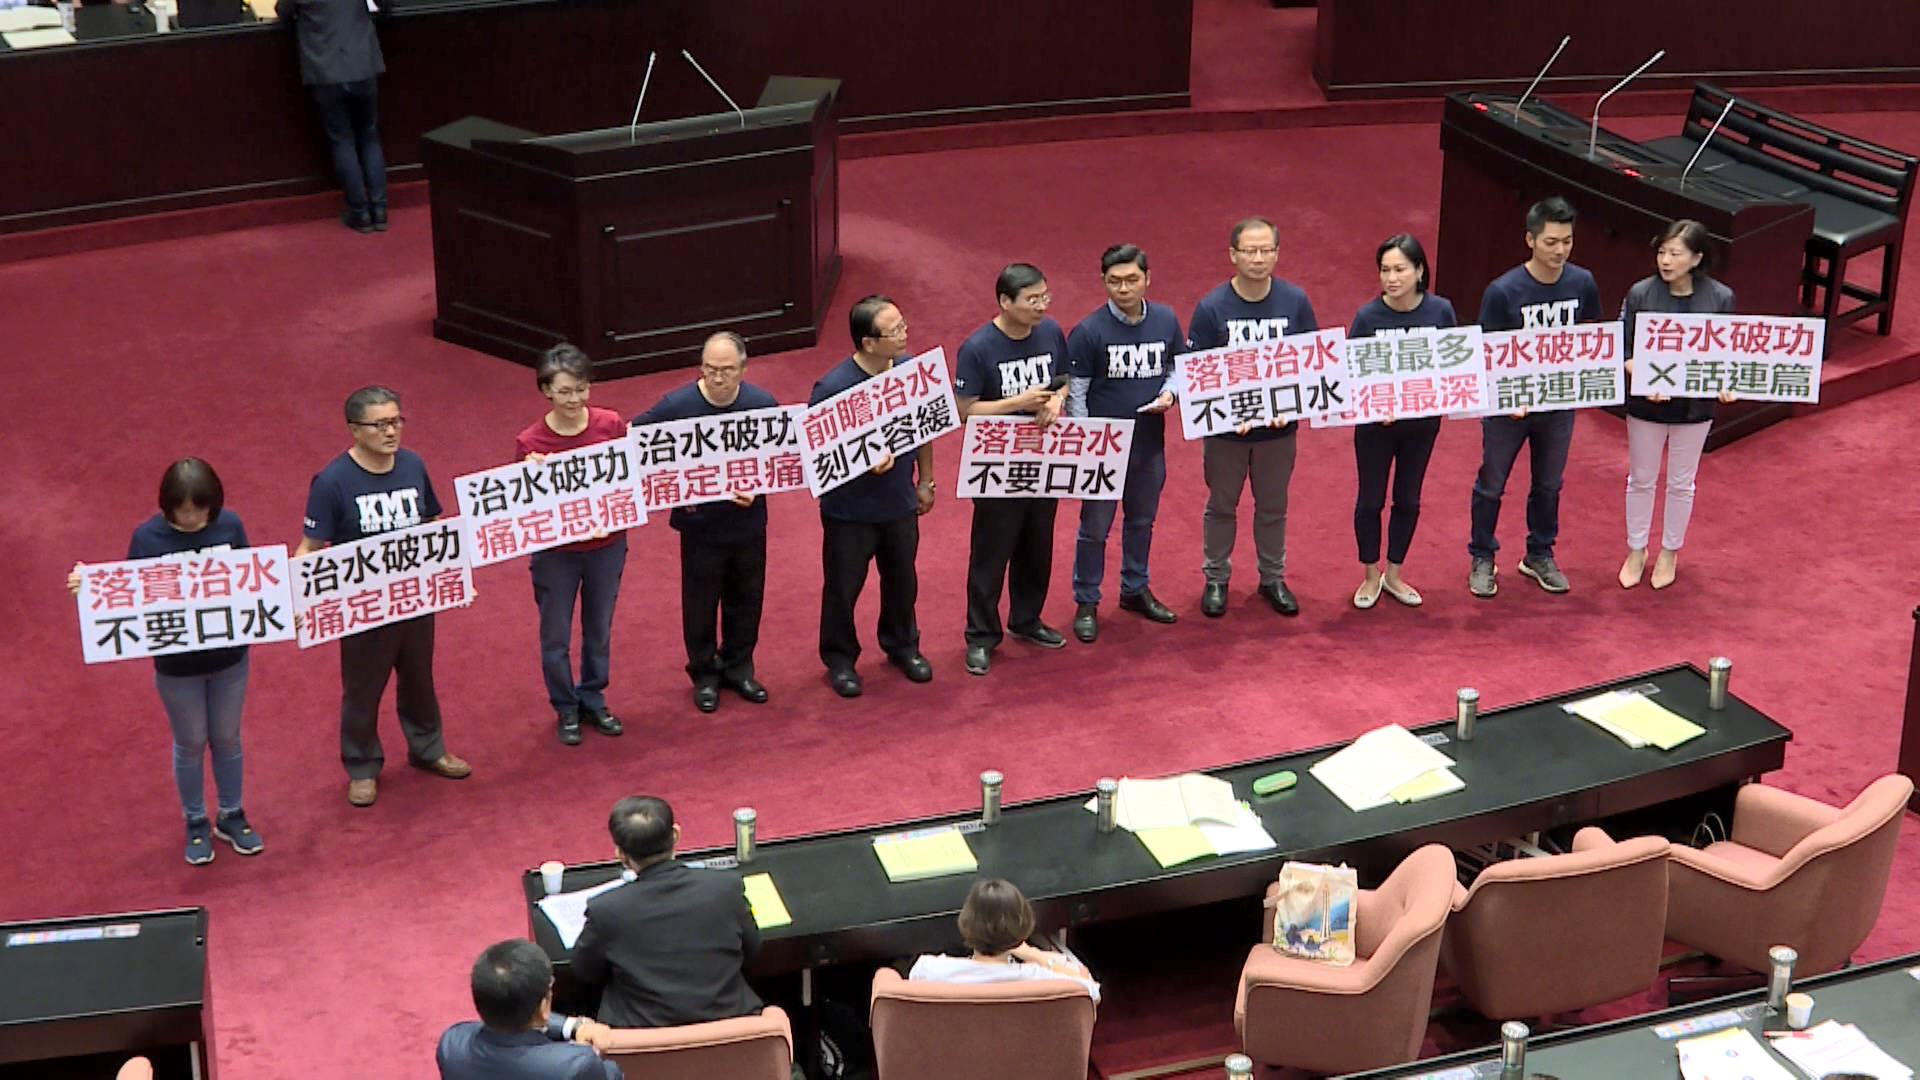 落實治水
不要口水
KMT
治水破功
痛定思痛
治水破功
痛定思痛
治水破功
痛定思痛
前瞻治水
刻不容緩
KMT
落實治水
不要口水
KMT
KMT
落實治水
不要口水
費最多
得最深
KMT
水破功
話連篇
治水破功
×話連篇